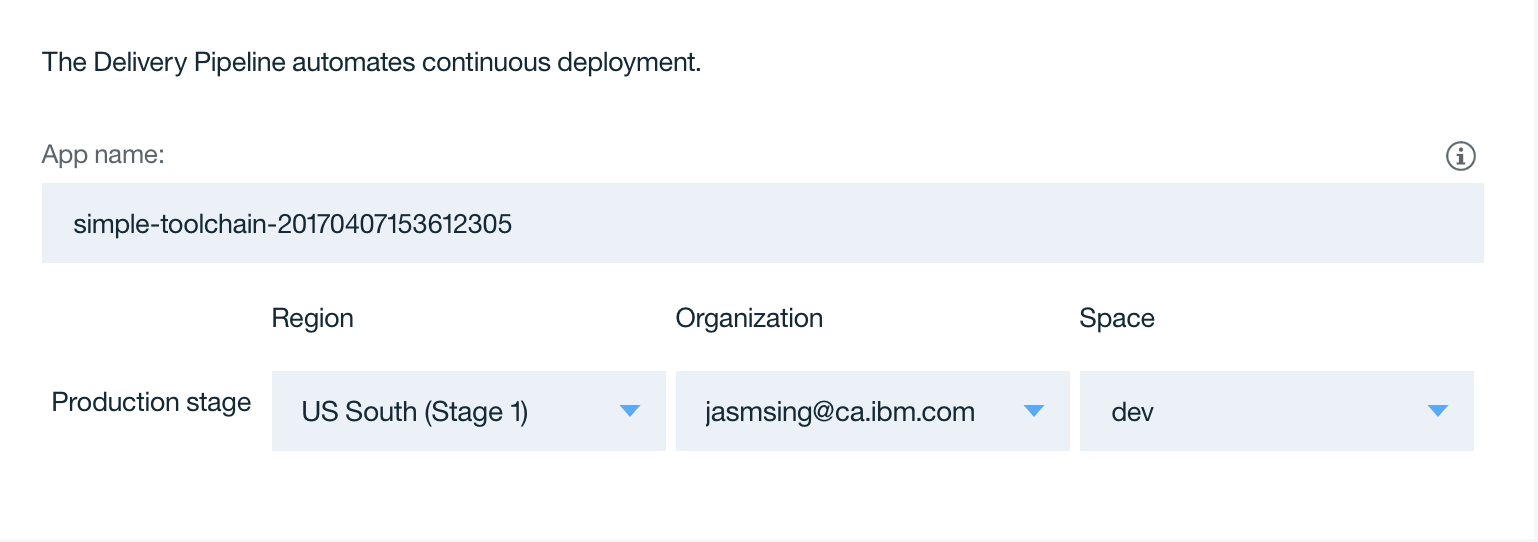 The Delivery Pipeline automates continuous deployment.
App name:
simple-toolchain-20170407153612305
Region Organization Space
Production stage US South (Stage 1) jasmsing@ca.ibm.com dev